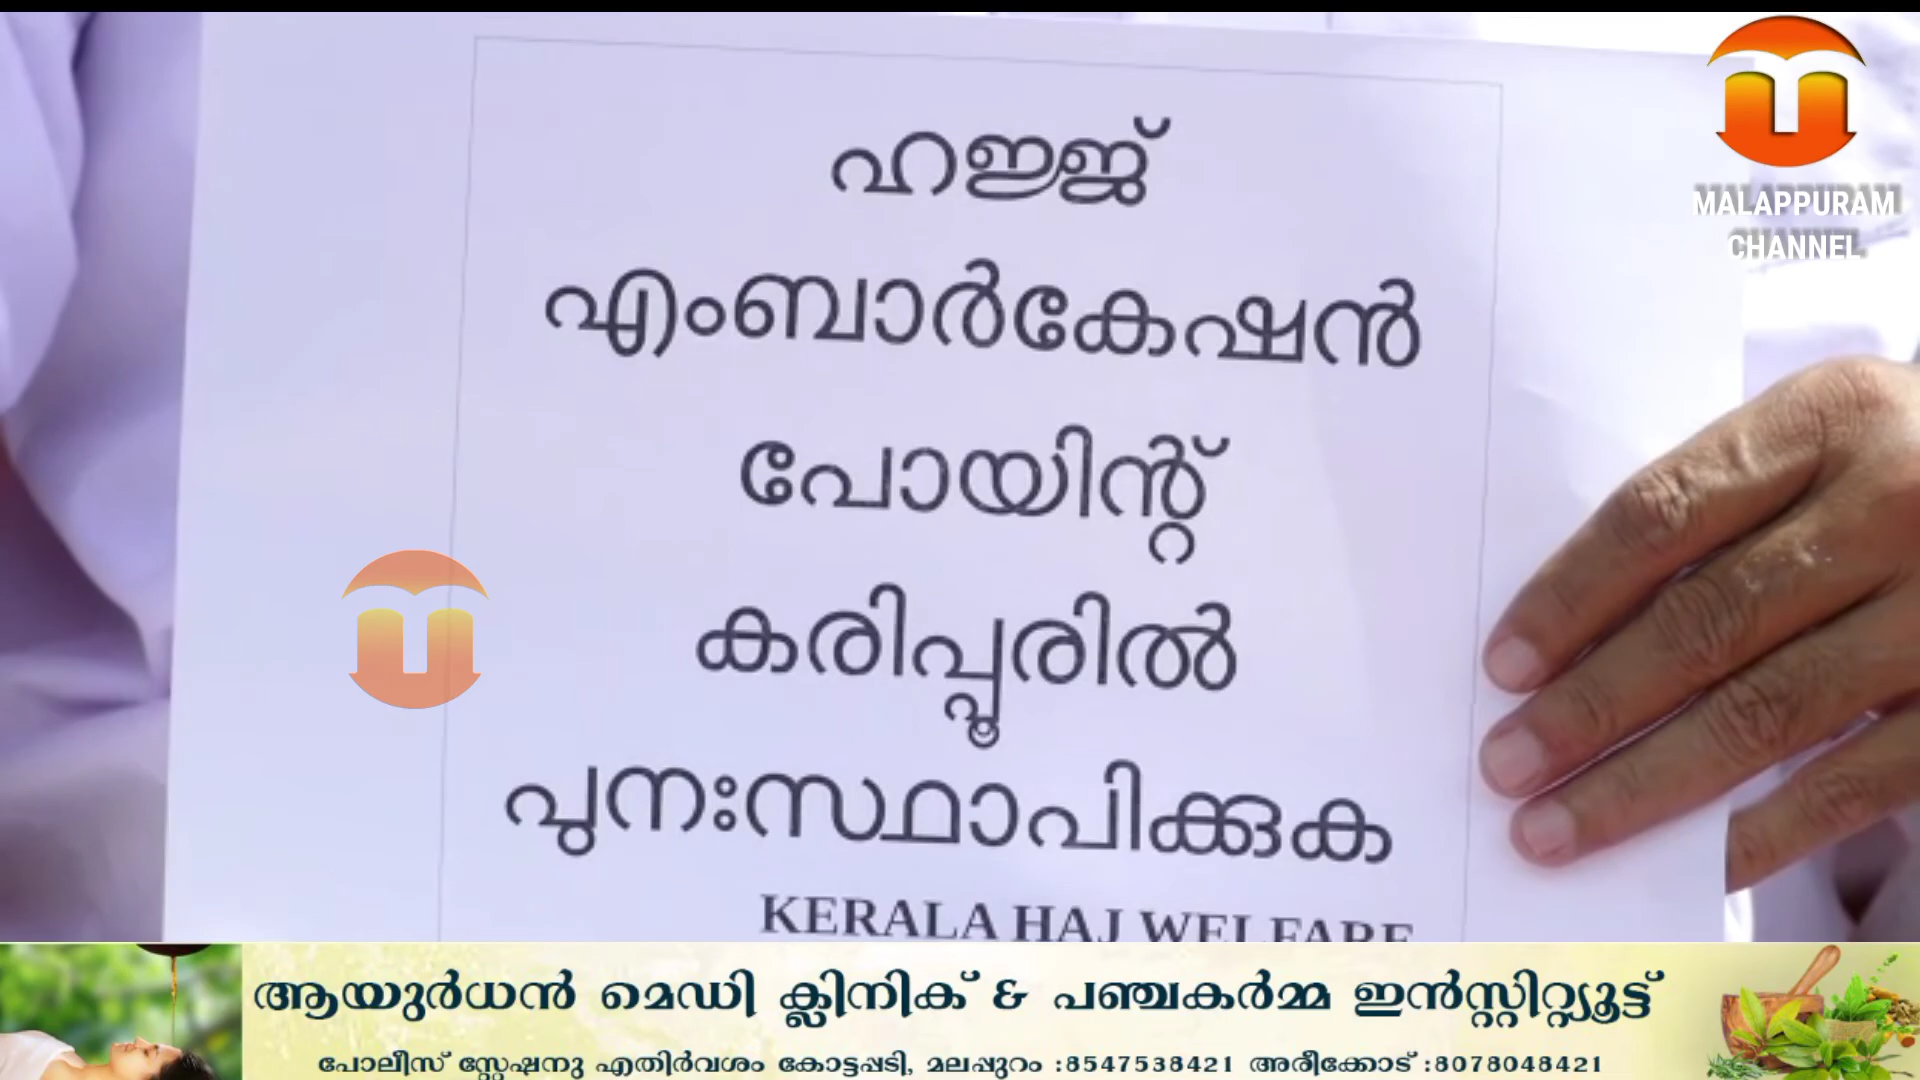 ഹജ്ജ്
എംബാർകേഷൻ
പോയിന്റ്
കരിപ്പൂരിൽ
പുനഃസ്ഥാപിക്കുക
KERALA HAJ WELFARE
MALAPPURAM
CHANNEL
ആയുർധൻ മെഡി ക്ലിനിക് & പഞ്ചകർമ്മ ഇൻസ്റ്റിറ്റ്യൂട്ട്
പോലീസ് സ്റ്റേഷനു എതിർവശം കോട്ടപ്പടി, മലപ്പുറം :8547538421 അരീക്കോട് :8078048421